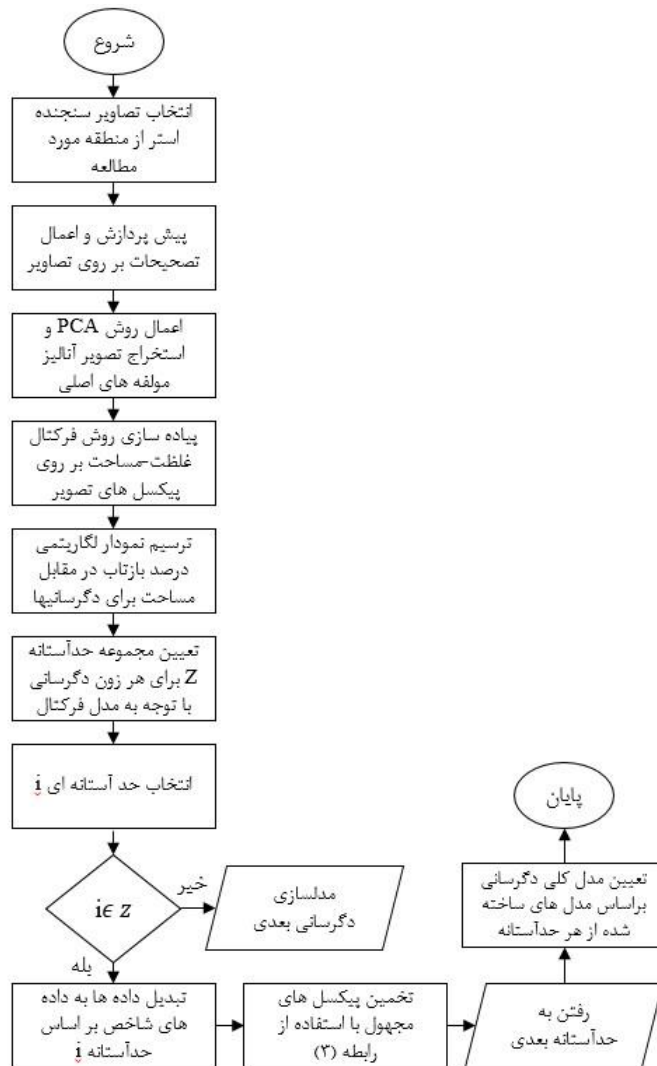 شروع
انتخاب تصاویر سنجنده
استر از منطقه مورد
مطالعه
پیش پردازش و اعمال
تصحیحات بر روی تصاویر
اعمال روش PCA و
استخراج تصویر آنالیز
مولفه های اصلی
پیاده سازی روش فرکتال
غلظت-مساحت بر روی
پیکسل های تصویر
ترسیم نمودار لگاریتمی
درصد بازتاب در مقابل
مساحت برای دگرسانیها
تعیین مجموعه حدآستانه
Z برای هر زون دگرسانی
با توجه به مدل فرکتال
انتخاب حد آستانه ای i
i∈ z
خیر
مدلسازی
دگرسانی بعدی
بله
تبدیل داده ها به داده
های شاخص بر اساس
حدآستانه i
تخمین پیکسل های
مجهول با استفاده از
رابطه (۳)
رفتن به
حدآستانه بعدی
تعیین مدل کلی دگرسانی
براساس مدل های ساخته
شده از هر حدآستانه
پایان